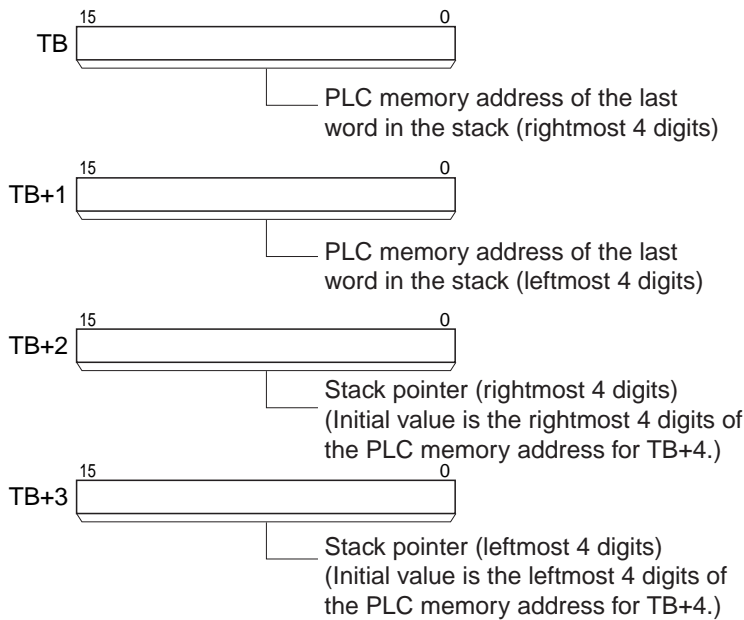 15 0
TB
PLC memory address of the last
word in the stack (rightmost 4 digits)
15 0
TB+1
PLC memory address of the last
word in the stack (leftmost 4 digits)
15 0
TB+2
Stack pointer (rightmost 4 digits)
(Initial value is the rightmost 4 digits of
the PLC memory address for TB+4.)
15 0
TB+3
Stack pointer (leftmost 4 digits)
(Initial value is the leftmost 4 digits of
the PLC memory address for TB+4.)